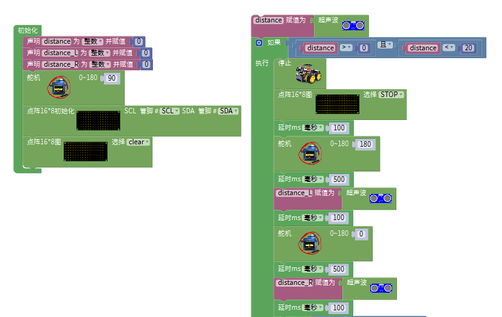 初始化
声明 distance 为 整数 并赋值 0
声明 distance_L 为 整数 并赋值 0
声明 distance_R 为 整数 并赋值 0
舵机 0~180 90
点阵16*8初始化 SCL 管脚# SCL SDA 管脚# SDA
点阵16*8图 选择 clear
distance 赋值为 超声波
如果 distance > 0 且 distance < 20
执行 停止
点阵16*8图 选择 STOP
延时ms 毫秒 100
舵机 0~180 180
延时ms 毫秒 500
distance_L 赋值为 超声波
延时ms 毫秒 100
舵机 0~180 0
延时ms 毫秒 500
distance_R 赋值为 超声波
延时ms 毫秒 100